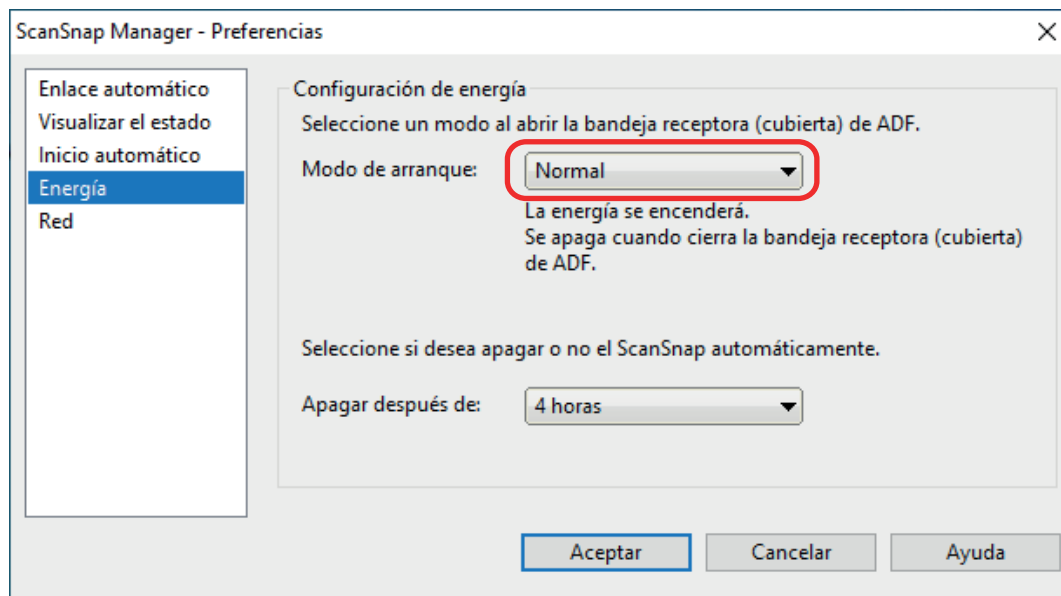 ScanSnap Manager - Preferencias
Enlace automático
Visualizar el estado
Inicio automático
Energía
Red
Configuración de energía
Seleccione un modo al abrir la bandeja receptora (cubierta) de ADF.
Modo de arranque:
Normal
La energía se encenderá.
Se apaga cuando cierra la bandeja receptora (cubierta)
de ADF.
Seleccione si desea apagar o no el ScanSnap automáticamente.
Apagar después de:
4 horas
Aceptar
Cancelar
Ayuda